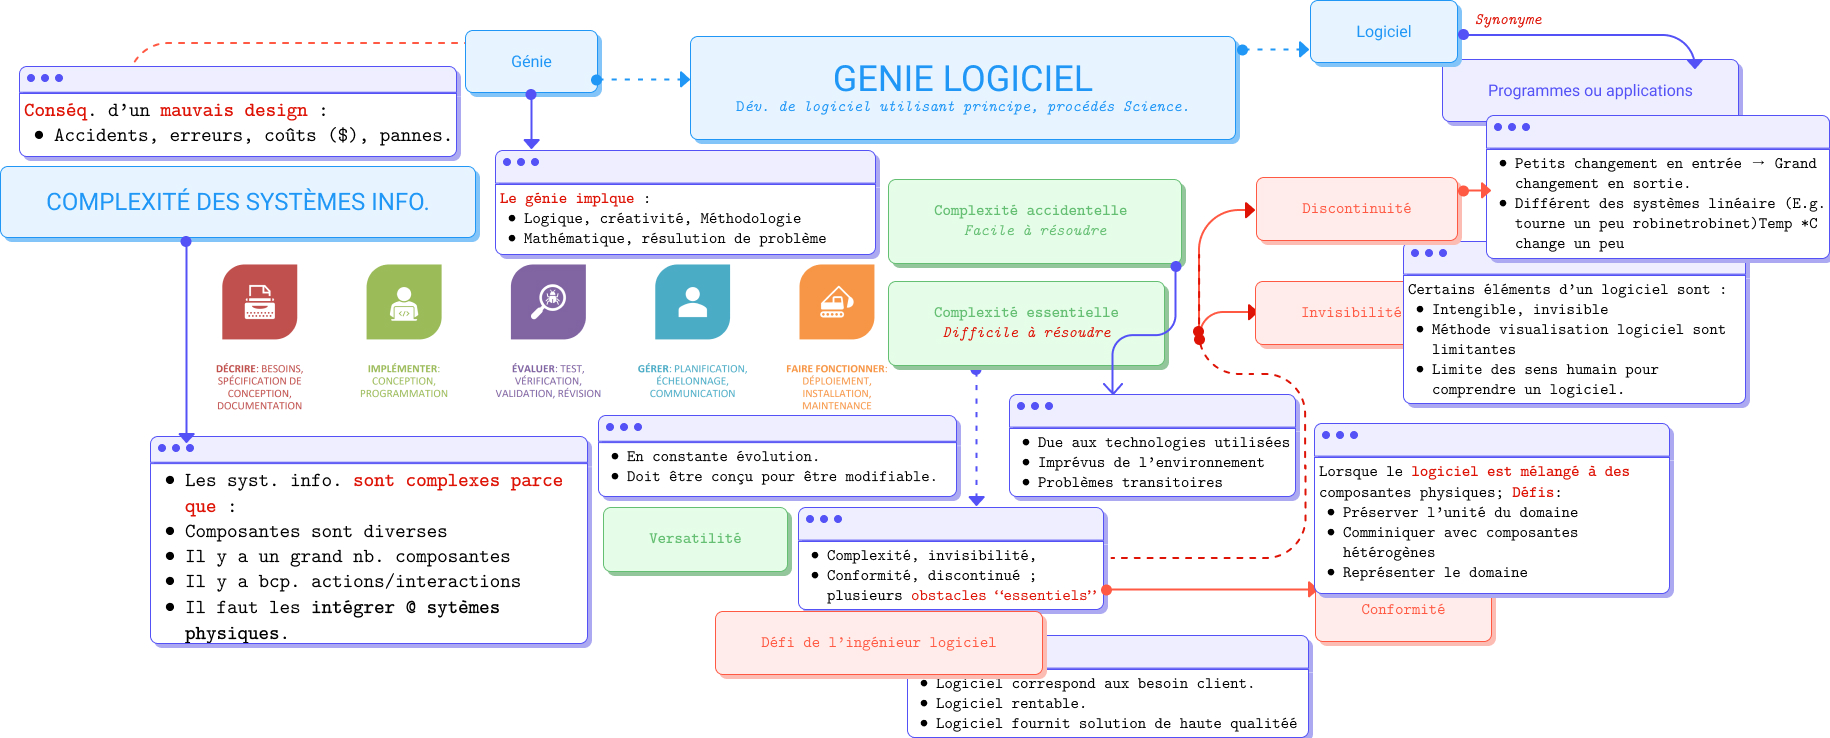 Génie
GENIE LOGICIEL
Dév. de logiciel utilisant principe, procédés Science.
Logiciel
Synonyme
Programmes ou applications
Conséq. d'un mauvais design :
• Accidents, erreurs, coûts ($), pannes.
COMPLEXITÉ DES SYSTÈMES INFO.
Le génie implqe :
• Logique, créativité, Méthodologie
• Mathématique, résulution de problème
Complexité accidentelle
Facile à résoudre
Complexité essentielle
Difficile à résoudre
Discontinuité
• Petits changement en entrée → Grand
changement en sortie.
• Différent des systèmes linéaire (E.g.
tourne un peu robinetrobinet)Temp *C
change un peu
Invisibilité
Certains éléments d'un logiciel sont :
• Intengible, invisible
• Méthode visualisation logiciel sont
limitantes
• Limite des sens humain pour
comprendre un logiciel.
DÉCRIRE: BESOINS,
SPÉCIFICATION DE
CONCEPTION,
DOCUMENTATION
IMPLÉMENTER:
CONCEPTION,
PROGRAMMATION
ÉVALUER: TEST,
VÉRIFICATION,
VALIDATION, RÉVISION
GÉRER: PLANIFICATION,
ÉCHELONNAGE,
COMMUNICATION
FAIRE FONCTIONNER:
DÉPLOIEMENT,
INSTALLATION,
MAINTENANCE
• Les syst. info. sont complexes parce
que :
• Composantes sont diverses
• Il y a un grand nb. composantes
• Il y a bcp. actions/interactions
• Il faut les intégrer @ sytèmes
physiques.
• En constante évolution.
• Doit être conçu pour être modifiable.
Versatilité
• Due aux technologies utilisées
• Imprévus de l'environnement
• Problèmes transitoires
• Complexité, invisibilité,
• Conformité, discontinué ;
plusieurs obstacles “essentiels”
Lorsque le logiciel est mélangé à des
composantes physiques; Défis:
• Préserver l'unité du domaine
• Comminiquer avec composantes
hétérogènes
• Représenter le domaine
Conformité
Défi de l'ingénieur logiciel
• Logiciel correspond aux besoin client.
• Logiciel rentable.
• Logiciel fournit solution de haute qualitéé